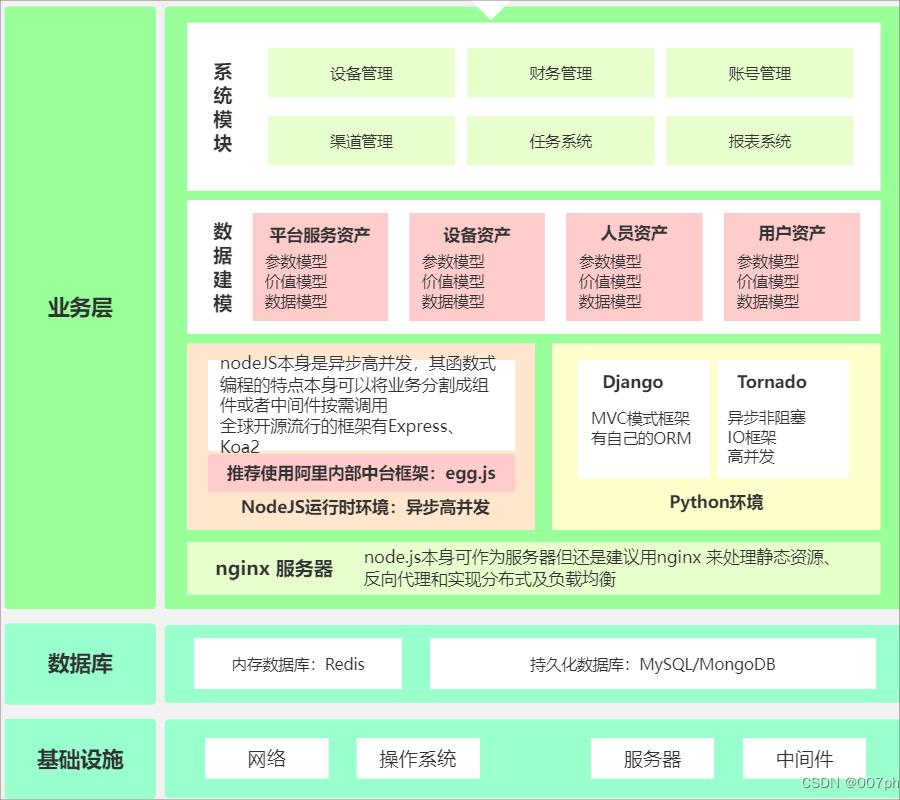 业务层
系统模块
设备管理
财务管理
账号管理
渠道管理
任务系统
报表系统
数据建模
平台服务资产
参数模型
价值模型
数据模型
设备资产
参数模型
价值模型
数据模型
人员资产
参数模型
价值模型
数据模型
用户资产
参数模型
价值模型
数据模型
nodeJS本身是异步高并发，其函数式
编程的特点本身可以将业务分割成组
件或者中间件按需调用
全球开源流行的框架有Express、
Koa2
推荐使用阿里内部中台框架：egg.js
NodeJS运行时环境：异步高并发
Django
MVC模式框架
有自己的ORM
Tornado
异步非阻塞
IO框架
高并发
Python环境
nginx 服务器
node.js本身可作为服务器但还是建议用nginx 来处理静态资源、
反向代理和实现分布式及负载均衡
数据库
内存数据库：Redis
持久化数据库：MySQL/MongoDB
基础设施
网络
操作系统
服务器
中间件
CSDN @007ph